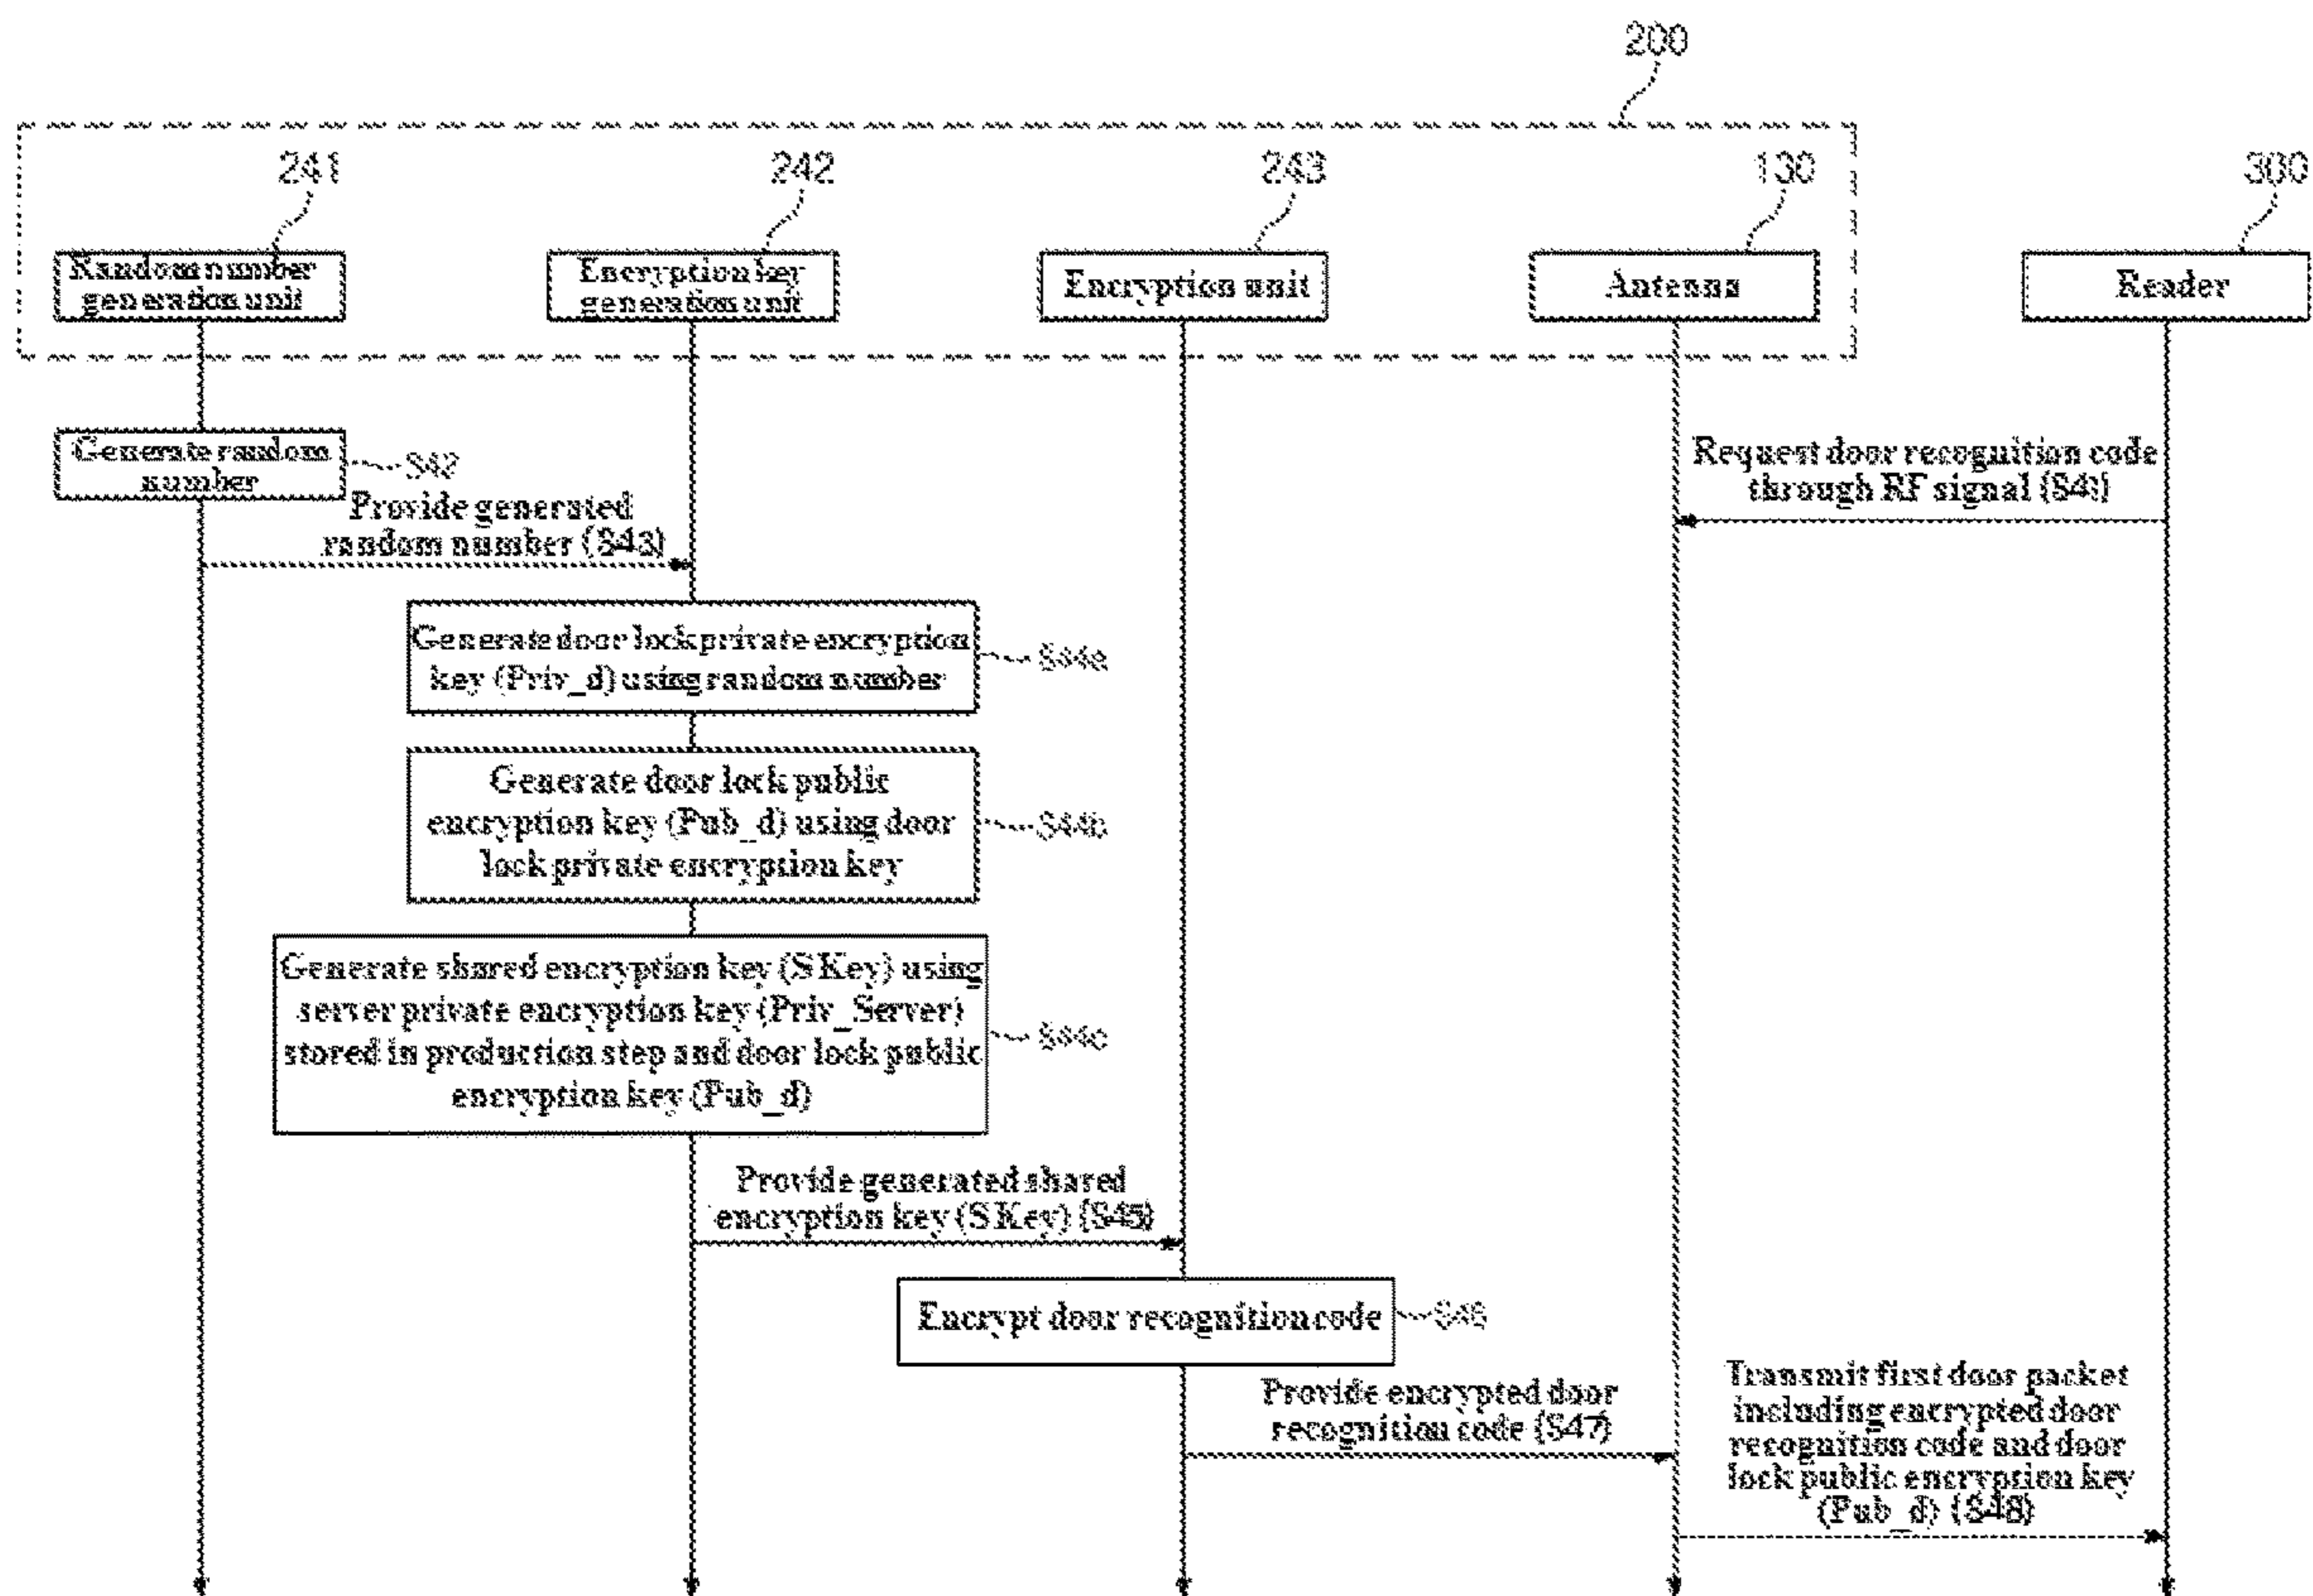 200
241
242
243
130
300
Random number
generation unit
Encryption key
generation unit
Encryption unit
Antenna
Reader
Generate random
number
S42
Request door recognition code
through RF signal (S41)
Provide generated
random number (S43)
Generate door lock private encryption
key (Priv_d) using random number
S44a
Generate door lock public
encryption key (Pub_d) using door
lock private encryption key
S44b
Generate shared encryption key (SKey) using
server private encryption key (Priv_Server)
stored in production step and door lock public
encryption key (Pub_d)
S44c
Provide generated shared
encryption key (SKey) (S45)
Encrypt door recognition code
S46
Provide encrypted door
recognition code (S47)
Transmit first door packet
including encrypted door
recognition code and door
lock public encryption key
(Pub_d) (S48)